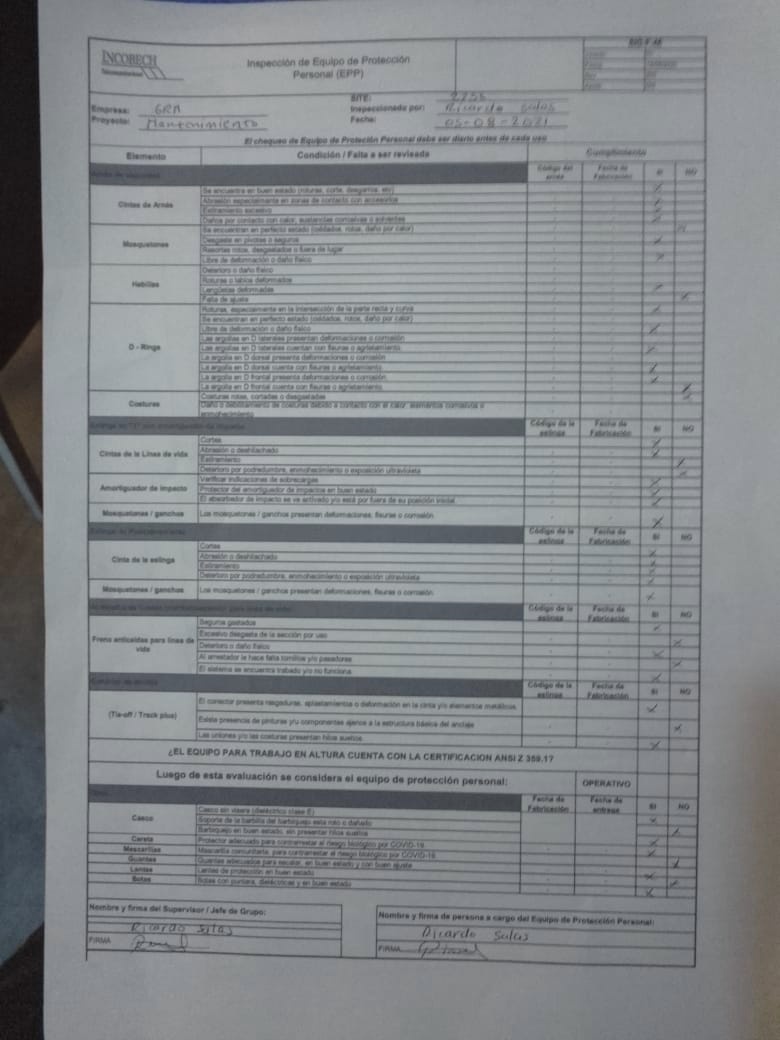 INCOBECH
Inspección de Equipo de Protección
Personal (EPP)
SIG-F-46
SITE: 2255
Empresa: GRM
Inspeccionado por: Ricardo Salas
Proyecto: Mantenimiento
Fecha: 05-08-2021
El chequeo de Equipo de Protección Personal debe ser diario antes de cada uso
Elemento
Condición / Falta a ser revisada
Cumplimiento
Código del arnés
Fecha de Fabricación
SI
NO
Cintas de Arnés
Se encuentra en buen estado (roturas, corte, desgarros, etc)
Abrasión especialmente en zonas de contacto con accesorios
Estiramiento excesivo
Daños por contacto con calor, sustancias corrosivas o solventes
Mosquetones
Se encuentran en perfecto estado (soldados, rotos, daño por calor)
Desgaste en pivotes o seguros
Resortes rotos, desgastados o fuera de lugar
Libre de deformación o daño físico
Hebillas
Deterioro o daño físico
Lengüetas deformadas
Falta de ajuste
D - Rings
Roturas, especialmente en la intersección de la parte recta y curva
Se encuentran en perfecto estado (soldados, rotos, daño por calor)
Libre de deformación o daño físico
Las argollas en D laterales presentan deformaciones o corrosión
Las argollas en D laterales cuentan con fisuras o agrietamiento
La argolla en D dorsal presenta deformaciones o corrosión
La argolla en D dorsal cuenta con fisuras o agrietamiento
La argolla en D frontal presenta deformaciones o corrosión
La argolla en D frontal cuenta con fisuras o agrietamiento
Costuras
Costuras rotas, cortadas o desgastadas
Daño o debilitamiento de costuras debido a contacto con el calor, elementos corrosivos o
enmohecimiento
Código de la eslinga
Fecha de Fabricación
SI
NO
Cintas de la Línea de vida
Cortes
Abrasión o deshilachado
Estiramiento
Deterioro por podredumbre, enmohecimiento o exposición ultravioleta
Amortiguador de impacto
Verificar indicaciones de sobrecargas
Protector del amortiguador de impactos en buen estado
El absorbedor de impacto se ve activado y/o está por fuera de su posición inicial.
Mosquetones / ganchos
Los mosquetones / ganchos presentan deformaciones, fisuras o corrosión.
Código de la eslinga
Fecha de Fabricación
SI
NO
Cinta de la eslinga
Cortes
Abrasión o deshilachado
Estiramiento
Deterioro por podredumbre, enmohecimiento o exposición ultravioleta
Mosquetones / ganchos
Los mosquetones / ganchos presentan deformaciones, fisuras o corrosión.
Código de la eslinga
Fecha de Fabricación
SI
NO
Freno anticaídas para línea de
vida
Seguros gastados
Excesivo desgaste de la sección por uso
Deterioro o daño físico
Al arrestador le hace falta tornillos y/o pasadores
El sistema se encuentra trabado y/o no funciona
Código de la eslinga
Fecha de Fabricación
SI
NO
(Tie-off / Track plus)
El conector presenta rasgaduras, aplastamientos o deformación en la cinta y/o elementos metálicos.
Existe presencia de pinturas y/u componentes ajenos a la estructura básica del anclaje
Las uniones y/o las costuras presentan hilos sueltos.
¿EL EQUIPO PARA TRABAJO EN ALTURA CUENTA CON LA CERTIFICACION ANSI Z 359.1?
Luego de esta evaluación se considera el equipo de protección personal:
OPERATIVO
Fecha de Fabricación
Fecha de entrega
SI
NO
Casco
Casco sin visera (dieléctrico clase E)
Soporte de la barbilla del barbiquejo está roto o dañado
Barbiquejo en buen estado, sin presentar hilos sueltos
Careta
Protector adecuado para contrarrestar el riesgo biológico por COVID-19
Mascarillas
Mascarilla comunitaria, para contrarrestar el riesgo biológico por COVID-19
Guantes
Guantes adecuados para escalar, en buen estado y con buen ajuste
Lentes
Lentes de protección en buen estado
Botas
Botas con puntera, dieléctricas y en buen estado
Nombre y firma del Supervisor / Jefe de Grupo:
Ricardo Salas
FIRMA
Nombre y firma de persona a cargo del Equipo de Protección Personal:
Ricardo Salas
FIRMA